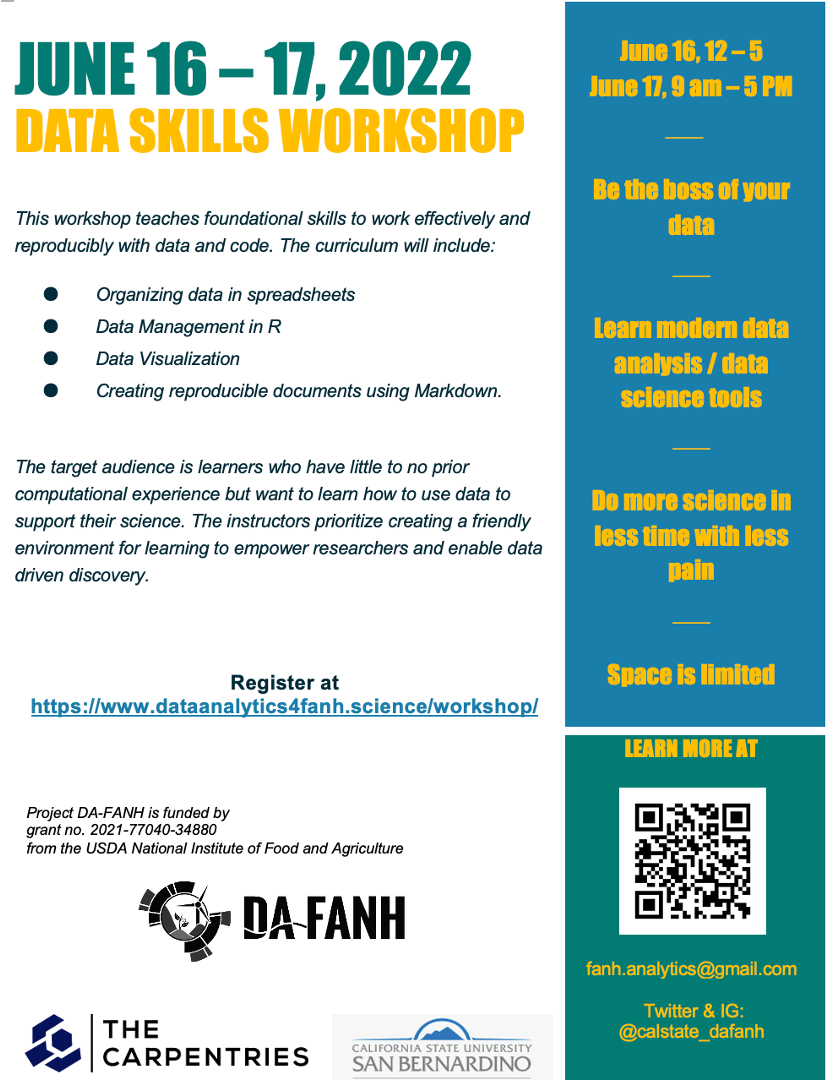 JUNE 16 – 17, 2022
DATA SKILLS WORKSHOP
This workshop teaches foundational skills to work effectively and
reproducibly with data and code. The curriculum will include:
● Organizing data in spreadsheets
● Data Management in R
● Data Visualization
● Creating reproducible documents using Markdown.
The target audience is learners who have little to no prior
computational experience but want to learn how to use data to
support their science. The instructors prioritize creating a friendly
environment for learning to empower researchers and enable data
driven discovery.
Register at
https://www.dataanalytics4fanh.science/workshop/
Project DA-FANH is funded by
grant no. 2021-77040-34880
from the USDA National Institute of Food and Agriculture
DA-FANH
THE
CARPENTRIES
CALIFORNIA STATE UNIVERSITY
SAN BERNARDINO
June 16, 12 – 5
June 17, 9 am – 5 PM
Be the boss of your
data
Learn modern data
analysis / data
science tools
Do more science in
less time with less
pain
Space is limited
LEARN MORE AT
fanh.analytics@gmail.com
Twitter & IG:
@calstate_dafanh